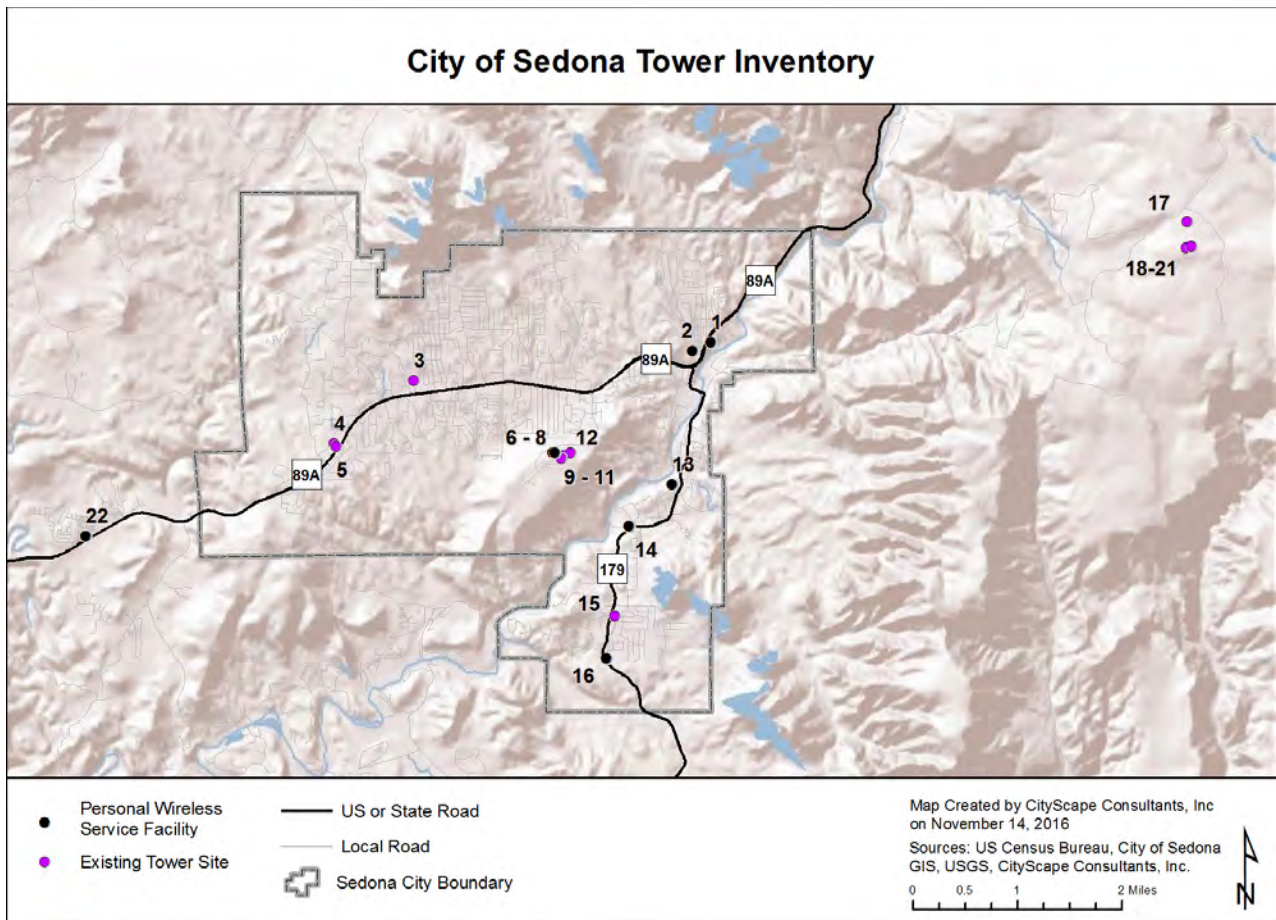 City of Sedona Tower Inventory
17
18-21
89A
2 1
89A
3
4
5
6 - 8
12
9 - 11
13
89A
22
14
179
15
16
Personal Wireless
Service Facility
Existing Tower Site
US or State Road
Local Road
Sedona City Boundary
Map Created by CityScape Consultants, Inc
on November 14, 2016
Sources: US Census Bureau, City of Sedona
GIS, USGS, CityScape Consultants, Inc.
0 0.5 1 2 Miles
N